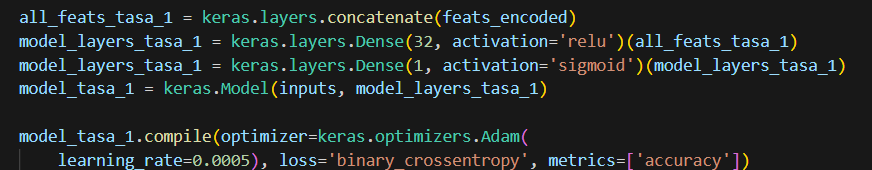 all_feats_tasa_1 = keras.layers.concatenate(feats_encoded)
model_layers_tasa_1 = keras.layers.Dense(32, activation='relu')(all_feats_tasa_1)
model_layers_tasa_1 = keras.layers.Dense(1, activation='sigmoid')(model_layers_tasa_1)
model_tasa_1 = keras.Model(inputs, model_layers_tasa_1)
model_tasa_1.compile(optimizer=keras.optimizers.Adam(
    learning_rate=0.0005), loss='binary_crossentropy', metrics=['accuracy'])